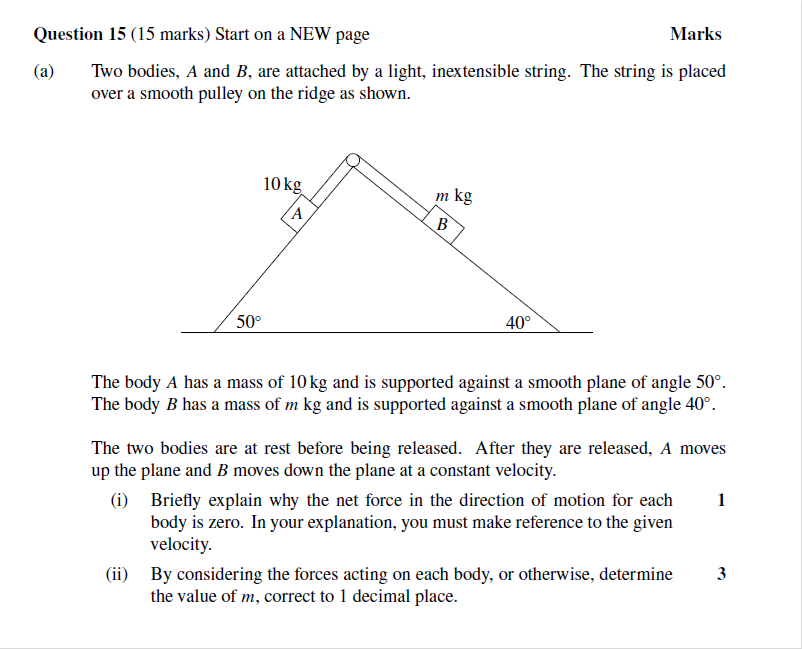 Question 15 (15 marks) Start on a NEW page Marks
(a) Two bodies, A and B, are attached by a light, inextensible string. The string is placed
over a smooth pulley on the ridge as shown.
10 kg
m kg
A
B
50°
40°
The body A has a mass of 10 kg and is supported against a smooth plane of angle 50°.
The body B has a mass of m kg and is supported against a smooth plane of angle 40°.
The two bodies are at rest before being released. After they are released, A moves
up the plane and B moves down the plane at a constant velocity.
(i) Briefly explain why the net force in the direction of motion for each 1
body is zero. In your explanation, you must make reference to the given
velocity.
(ii) By considering the forces acting on each body, or otherwise, determine 3
the value of m, correct to 1 decimal place.